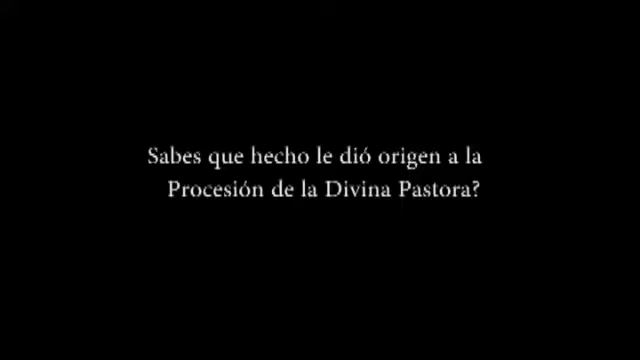 Sabes que hecho le dió origen a la
Procesión de la Divina Pastora?